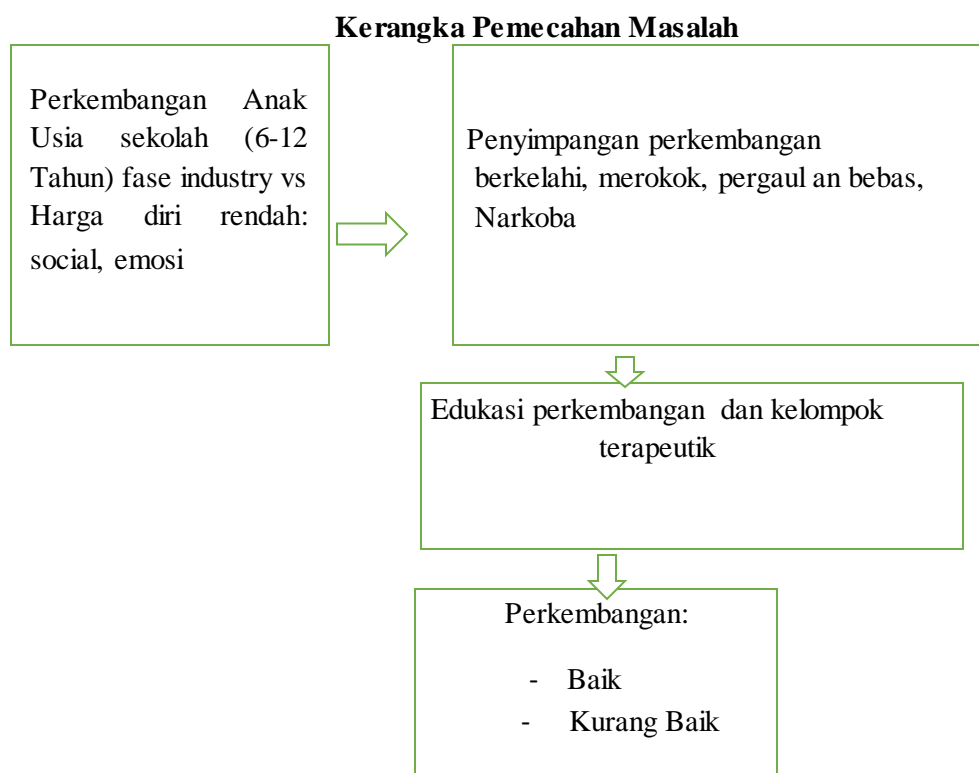 Kerangka Pemecahan Masalah
Perkembangan Anak
Usia sekolah (6-12
Tahun) fase industry vs
Harga diri rendah:
social, emosi
Penyimpangan perkembangan
berkelahi, merokok, pergaul an bebas,
Narkoba
Edukasi perkembangan dan kelompok
terapeutik
Perkembangan:
- Baik
- Kurang Baik